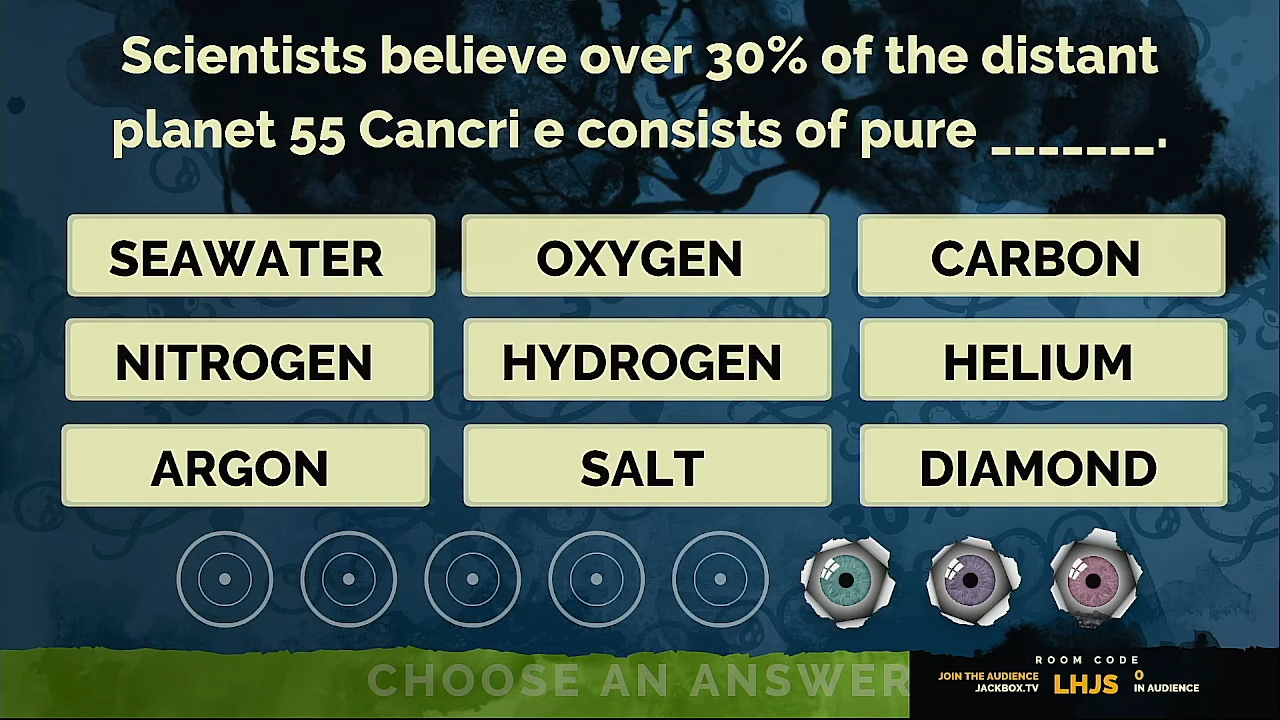 Scientists believe over 30% of the distant
planet 55 Cancri e consists of pure _______.
SEAWATER
OXYGEN
CARBON
NITROGEN
HYDROGEN
HELIUM
ARGON
SALT
DIAMOND
CHOOSE AN ANSWER
ROOM CODE
JOIN THE AUDIENCE
JACKBOX.TV
LHJS
0
IN AUDIENCE